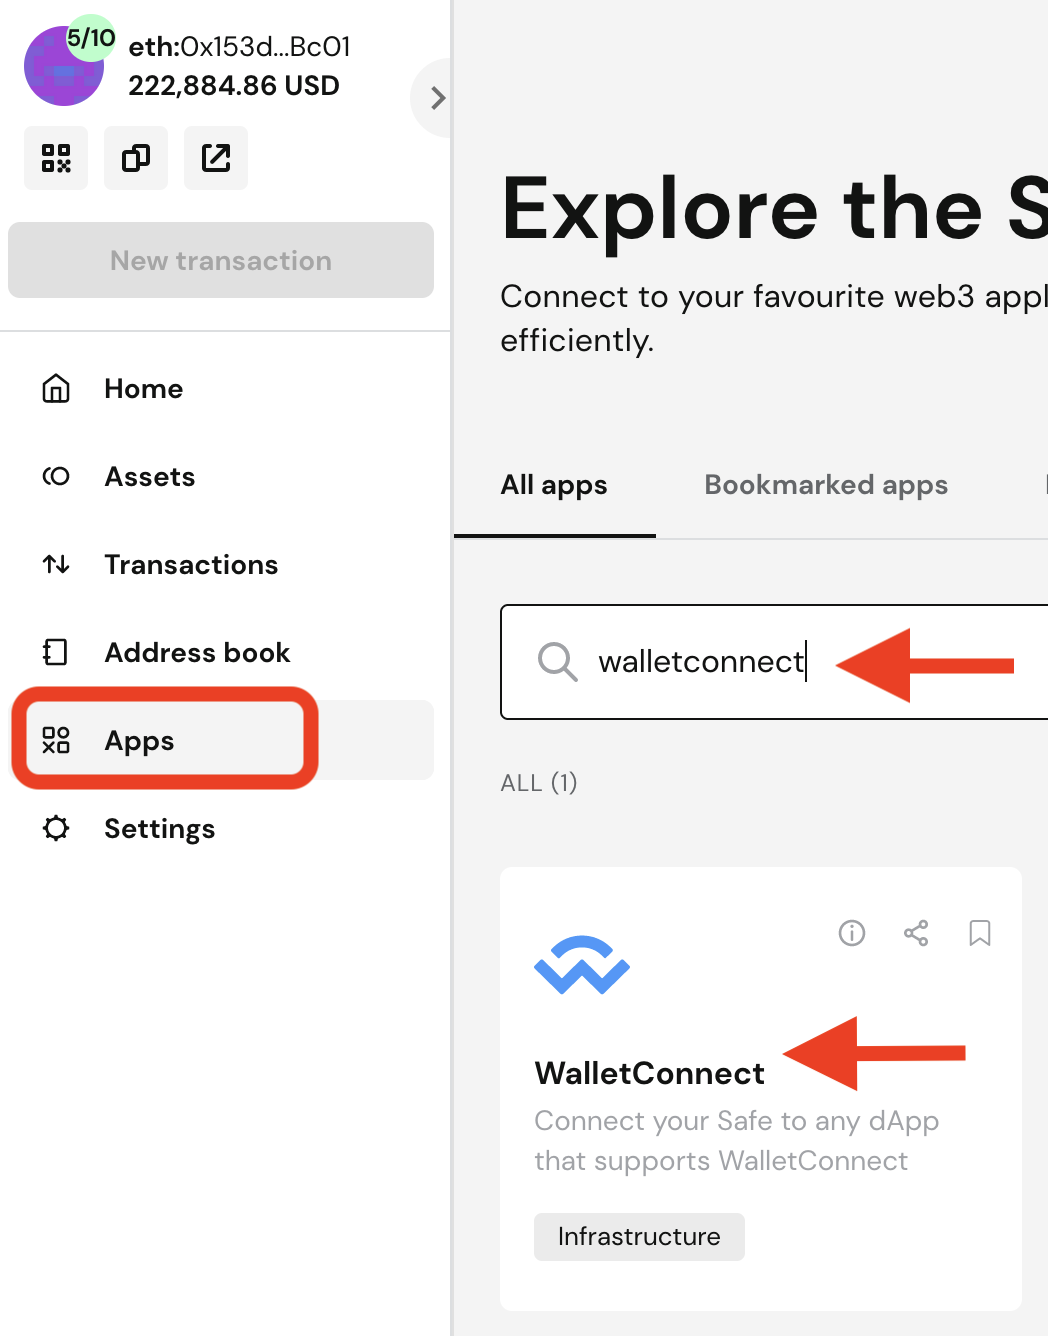 5/10
eth:0x153d...Bc01
222,884.86 USD
New transaction
Home
Assets
Transactions
Address book
Apps
Settings
Explore the S
Connect to your favourite web3 appl
efficiently.
All apps
Bookmarked apps
walletconnect
ALL (1)
WalletConnect
Connect your Safe to any dApp
that supports WalletConnect
Infrastructure